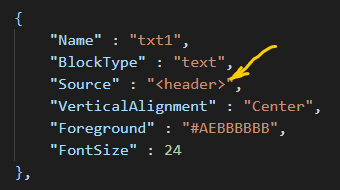 {
"Name" : "txt1",
"BlockType" : "text",
"Source" : "<header>",
"VerticalAlignment" : "Center",
"Foreground" : "#AEBBBBBB",
"FontSize" : 24
},